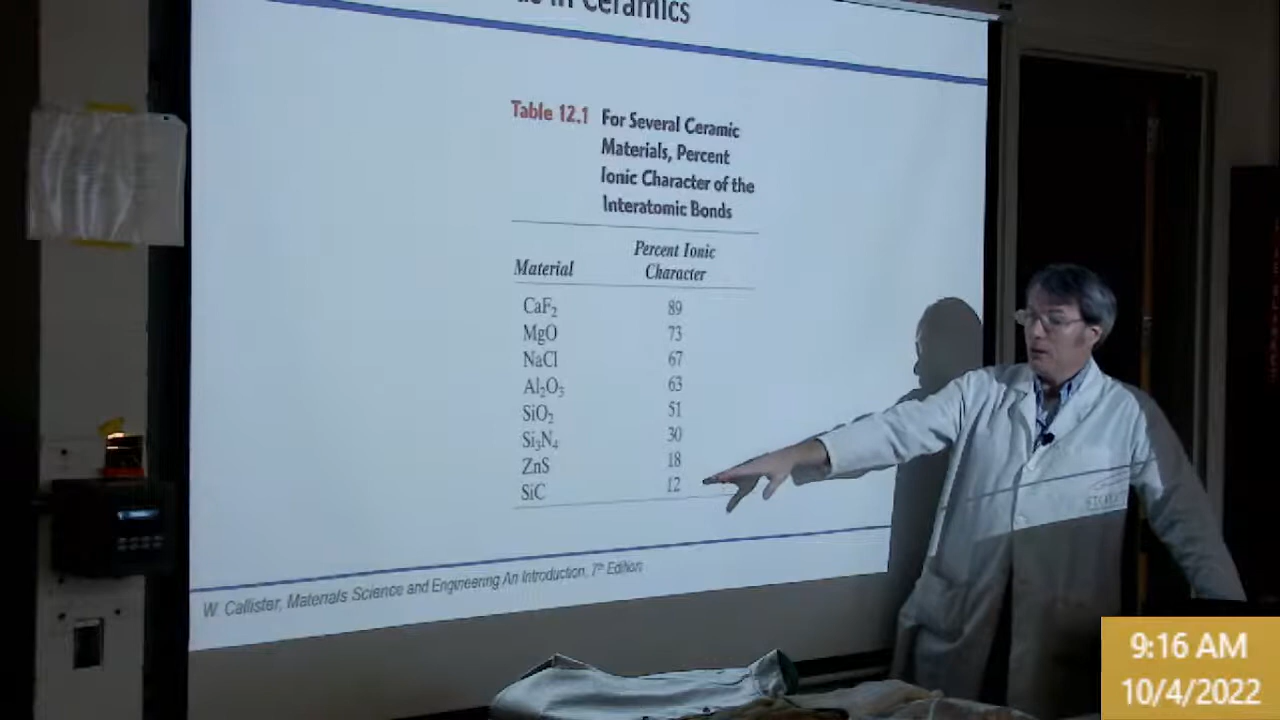 in Ceramics
Table 12.1 For Several Ceramic
Materials, Percent
Ionic Character of the
Interatomic Bonds
Material Percent Ionic
Character
CaF₂ 89
MgO 73
NaCl 67
Al₂O₃ 63
SiO₂ 51
Si₃N₄ 30
ZnS 18
SiC 12
W. Callister, Materials Science and Engineering An Introduction, 7th Edition
9:16 AM
10/4/2022